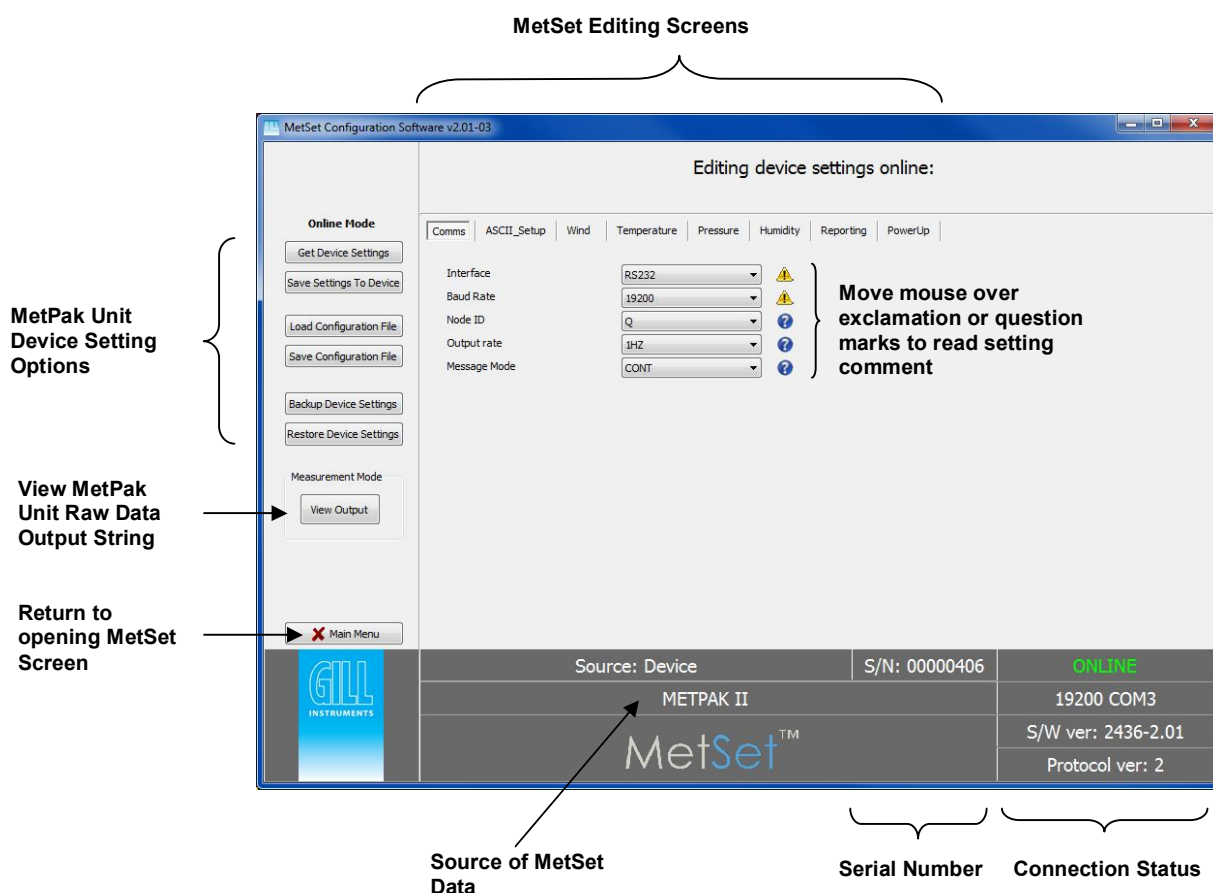 MetSet Editing Screens
MetSet Configuration Software v2.01-03
Editing device settings online:
Online Mode
Get Device Settings
Save Settings To Device
Load Configuration File
Save Configuration File
Backup Device Settings
Restore Device Settings
Measurement Mode
View Output
Main Menu
Comms ASCII_Setup Wind Temperature Pressure Humidity Reporting PowerUp
Interface RS232
Baud Rate 19200
Node ID Q
Output rate 1HZ
Message Mode CONT
Move mouse over
exclamation or question
marks to read setting
comment
MetPak Unit
Device Setting
Options
View MetPak
Unit Raw Data
Output String
Return to
opening MetSet
Screen
GILL
INSTRUMENTS
Source: Device S/N: 00000406 ONLINE
METPAK II 19200 COM3
MetSet™ S/W ver: 2436-2.01
Protocol ver: 2
Source of MetSet
Data
Serial Number
Connection Status